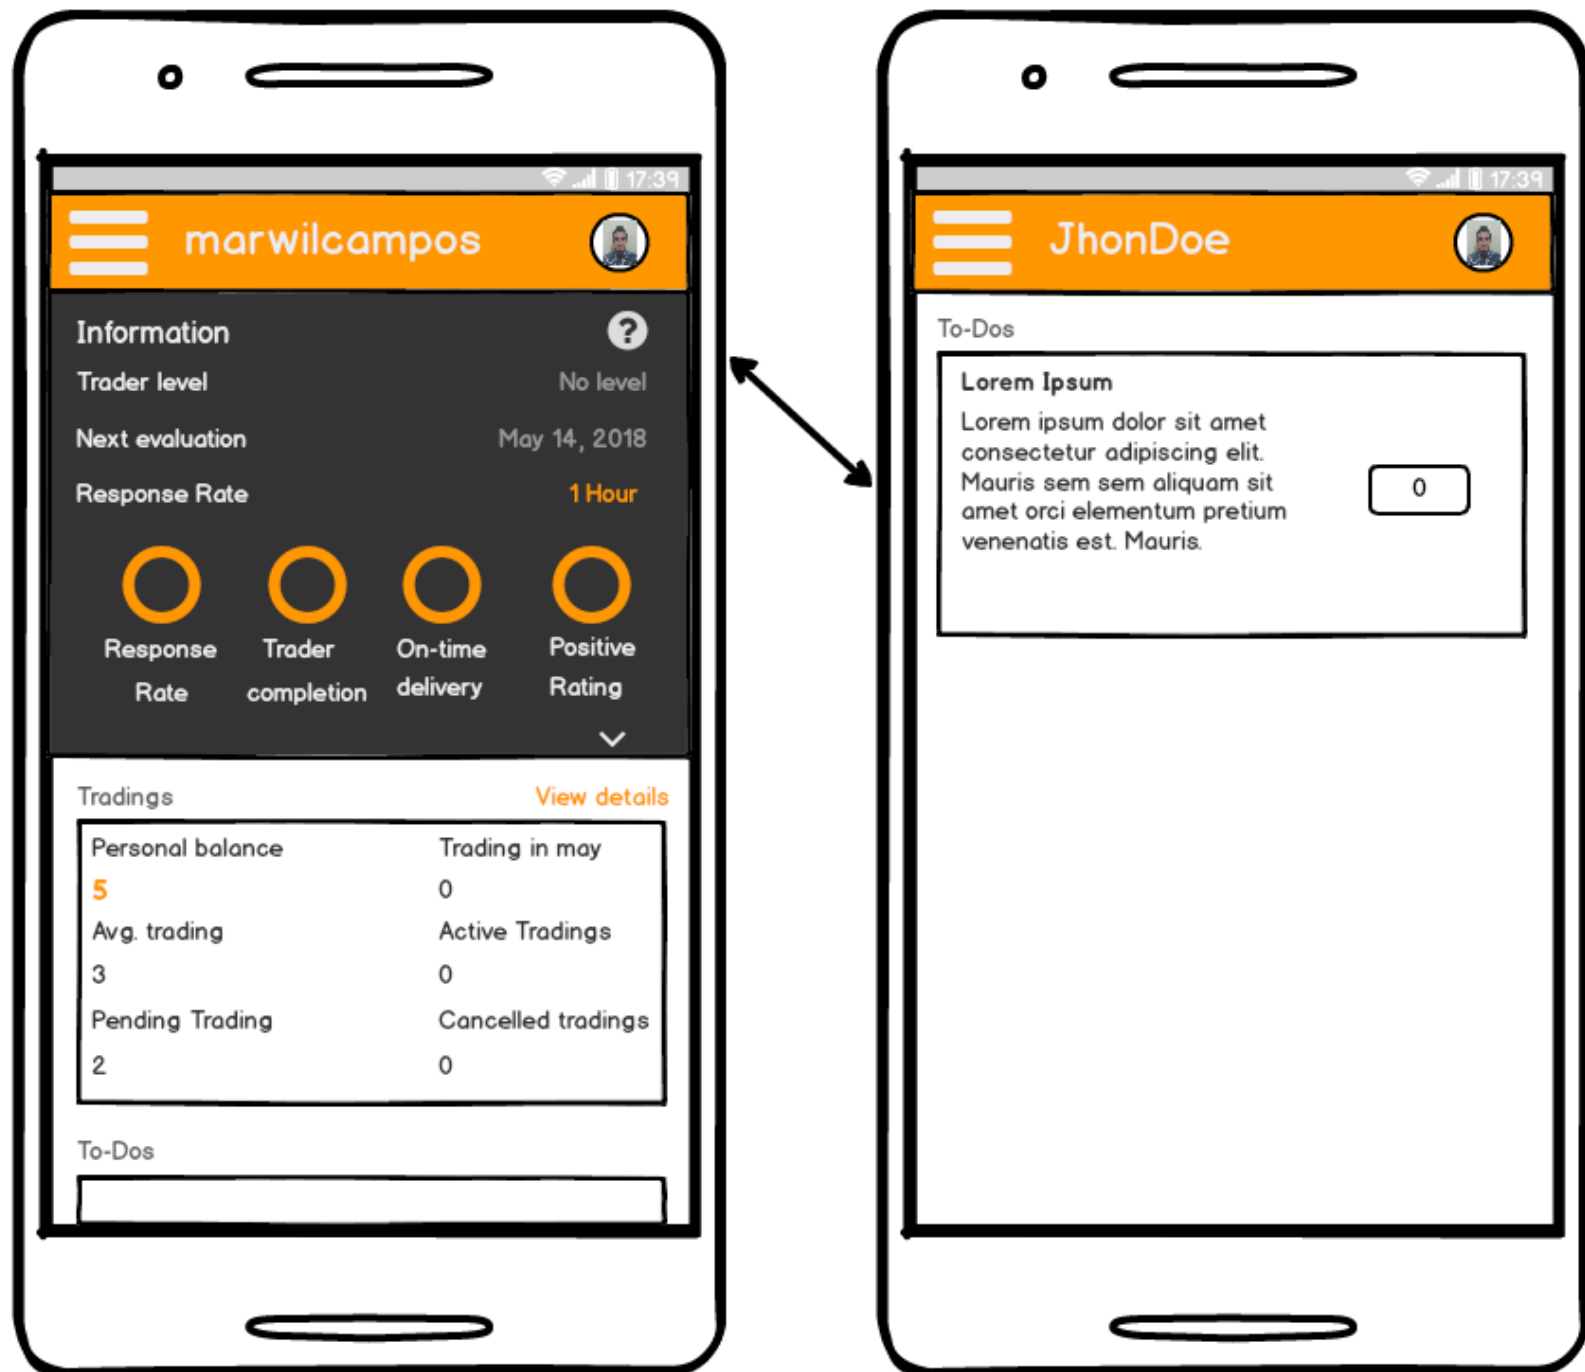 17:39
marwilcampos
Information
?
Trader level No level
Next evaluation May 14, 2018
Response Rate 1 Hour
Response Rate
Trader completion
On-time delivery
Positive Rating
Tradings View details
Personal balance Trading in may
5 0
Avg. trading Active Tradings
3 0
Pending Trading Cancelled tradings
2 0
To-Dos
17:39
JhonDoe
To-Dos
Lorem Ipsum
Lorem ipsum dolor sit amet
consectetur adipiscing elit.
Mauris sem sem aliquam sit
amet orci elementum pretium
venenatis est. Mauris.
0